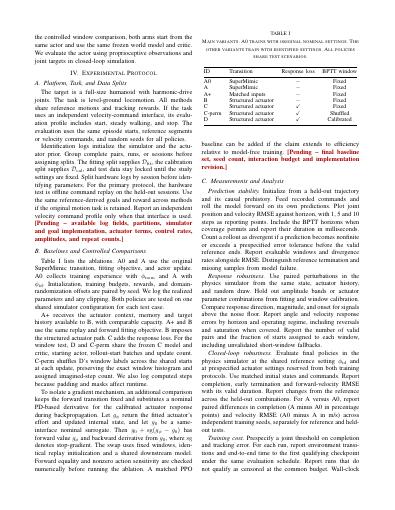 the controlled window comparison, both arms start from the
same actor and use the same frozen world model and critic.
We evaluate the actor using proprioceptive observations and
joint targets in closed-loop simulation.
IV. EXPERIMENTAL PROTOCOL
A. Platform, Task, and Data Splits
The target is a full-size humanoid with harmonic-drive
joints. The task is level-ground locomotion. All methods
share reference motions and tracking rewards. If the task
uses an independent velocity-command interface, its evalu-
ation profile includes start, steady walking, and stop. The
evaluation uses the same episode starts, reference segments
or velocity commands, and random seeds for all policies.
Identification logs initialize the simulator and the actu-
ator prior. Group complete pairs, runs, or sessions before
assigning splits. The fitting split supplies
the calibration
split supplies
and test data stay locked until the study
settings are fixed. Split hardware logs by session before iden-
tifying parameters. For the primary protocol, the hardware
test is offline command replay on the held-out sessions. Use
the same reference-derived goals and reward across methods
if the original motion task is retained. Report an independent
velocity command profile only when that interface is used.
[Pending – available log fields, partitions, simulator
and goal implementation, actuator terms, control rates,
amplitudes, and repeat counts.]
B. Baselines and Controlled Comparisons
Table I lists the ablations. A0 and A use the original
SuperMimic transition, fitting objective, and actor update.
A0 collects experience training with
and A with
Initialization, training budgets, rewards, and domain-
randomization offsets are paired by seed. We log the realized
parameters and any clipping. Both policies are tested on one
shared simulator configuration for each test case.
A+ receives the actuator context, memory and target
history available to B, with comparable capacity. A+ and B
use the same replay and forward fitting objective. B imposes
the structured actuator path. C adds the response loss. For the
window test, D and C-perm share the frozen C model and
critic, starting actor, rollout-start batches and update count.
C-perm shuffles D's window labels across the shared starts
at each update, preserving the exact window histogram and
assigned imagined-step count. We also log computed steps
because padding and masks affect runtime.
To isolate a gradient mechanism, an additional comparison
keeps the forward transition fixed and substitutes a nominal
PD-based derivative for the calibrated actuator response
during backpropagation. Let
return the fitted actuator's
effort and updated internal state, and let
be a same-
interface nominal surrogate. Then
has
forward value
and backward derivative from
where sg
denotes stop-gradient. The swap uses fixed windows, iden-
tical replay initialization and a shared downstream model.
Forward equality and nonzero action sensitivity are checked
numerically before running the ablation. A matched PPO
TABLE I
MAIN VARIANTS. A0 TRAINS WITH ORIGINAL NOMINAL SETTINGS. THE
OTHER VARIANTS TRAIN WITH IDENTIFIED SETTINGS. ALL POLICIES
SHARE TEST SCENARIOS.
ID Transition Response loss BPTT window
A0 SuperMimic – Fixed
A SuperMimic – Fixed
A+ Matched inputs – Fixed
B Structured actuator – Fixed
C Structured actuator ✓ Fixed
C-perm Structured actuator ✓ Shuffled
D Structured actuator ✓ Calibrated
baseline can be added if the claim extends to efficiency
relative to model-free training. [Pending – final baseline
set, seed count, interaction budget and implementation
revision.]
C. Measurements and Analysis
Prediction stability. Initialize from a held-out trajectory
and its causal prehistory. Feed recorded commands and
roll the model forward on its own predictions. Plot joint
position and velocity RMSE against horizon, with 1, 5 and 10
steps as reporting points. Include the BPTT horizons when
coverage permits and report their duration in milliseconds.
Count a rollout as divergent if a prediction becomes nonfinite
or exceeds a prespecified error tolerance before the valid
reference ends. Report evaluable windows and divergence
rates alongside RMSE. Distinguish reference termination and
missing samples from model failure.
Response robustness. Use paired perturbations in the
physics simulator from the same state, actuator history,
and random draw. Hold out amplitude bands or actuator
parameter combinations from fitting and window calibration.
Compare response direction, magnitude, and onset for signals
above the noise floor. Report angle and velocity response
errors by horizon and operating regime, including reversals
and saturation when covered. Report the number of valid
pairs and the fraction of starts assigned to each window,
including unvalidated short-window fallbacks.
Closed-loop robustness. Evaluate final policies in the
physics simulator at the shared reference setting
and
at prespecified actuator settings reserved from both training
protocols. Use matched initial states and commands. Report
completion, early termination and forward-velocity RMSE
with its valid duration. Report changes from the reference
across the held-out combinations. For A versus A0, report
paired differences in completion (A minus A0 in percentage
points) and velocity RMSE (A0 minus A in m/s) across
independent training seeds, separately for reference and held-
out tests.
Training cost. Prespecify a joint threshold on completion
and tracking error. For each run, report environment transi-
tions and end-to-end time to the first qualifying checkpoint
under the same evaluation schedule. Report runs that do
not qualify as censored at the common budget. Wall-clock